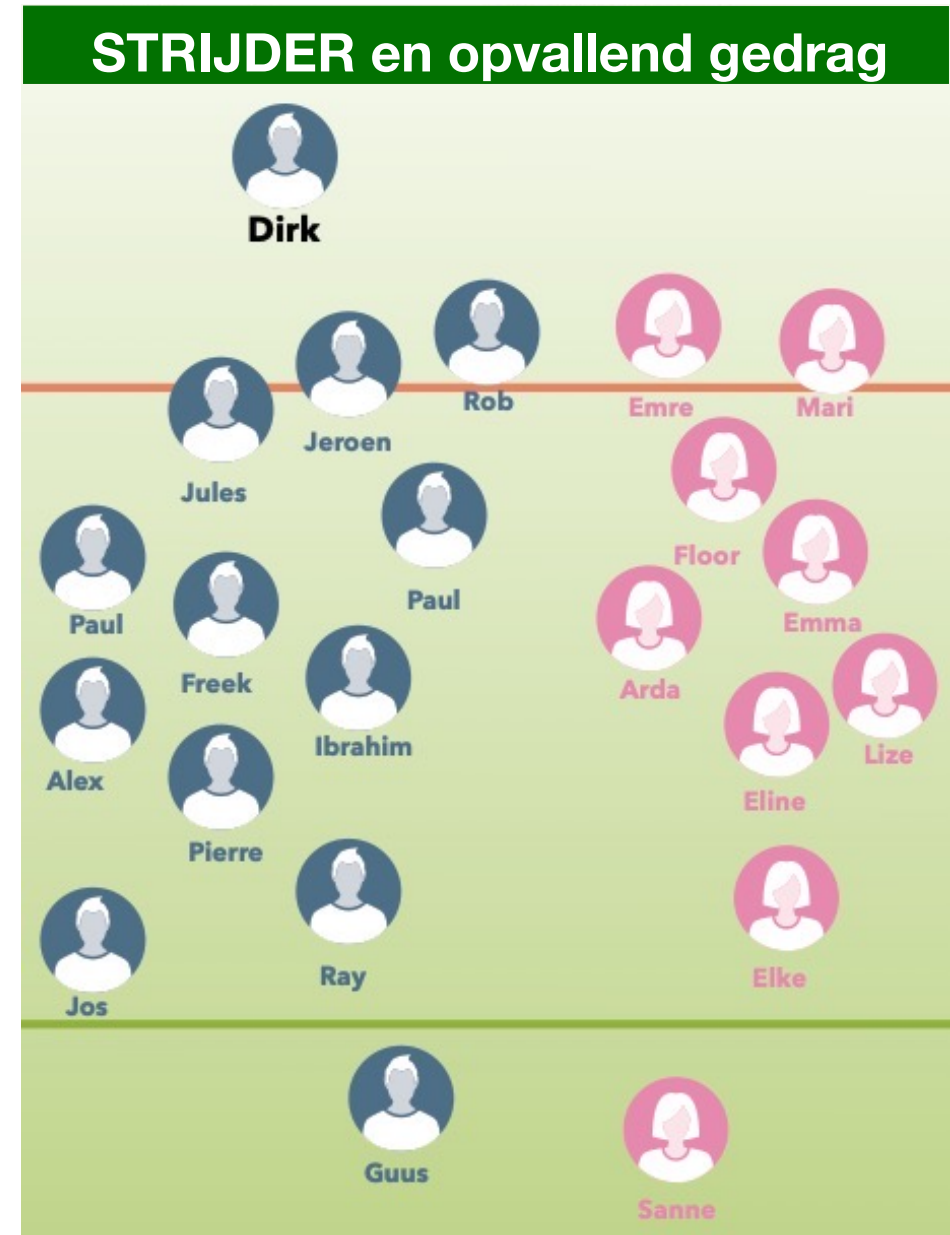 STRIJDER en opvallend gedrag
Dirk
Rob
Emre
Mari
Jeroen
Jules
Floor
Paul
Paul
Emma
Freek
Arda
Ibrahim
Lize
Alex
Eline
Pierre
Ray
Elke
Jos
Guus
Sanne